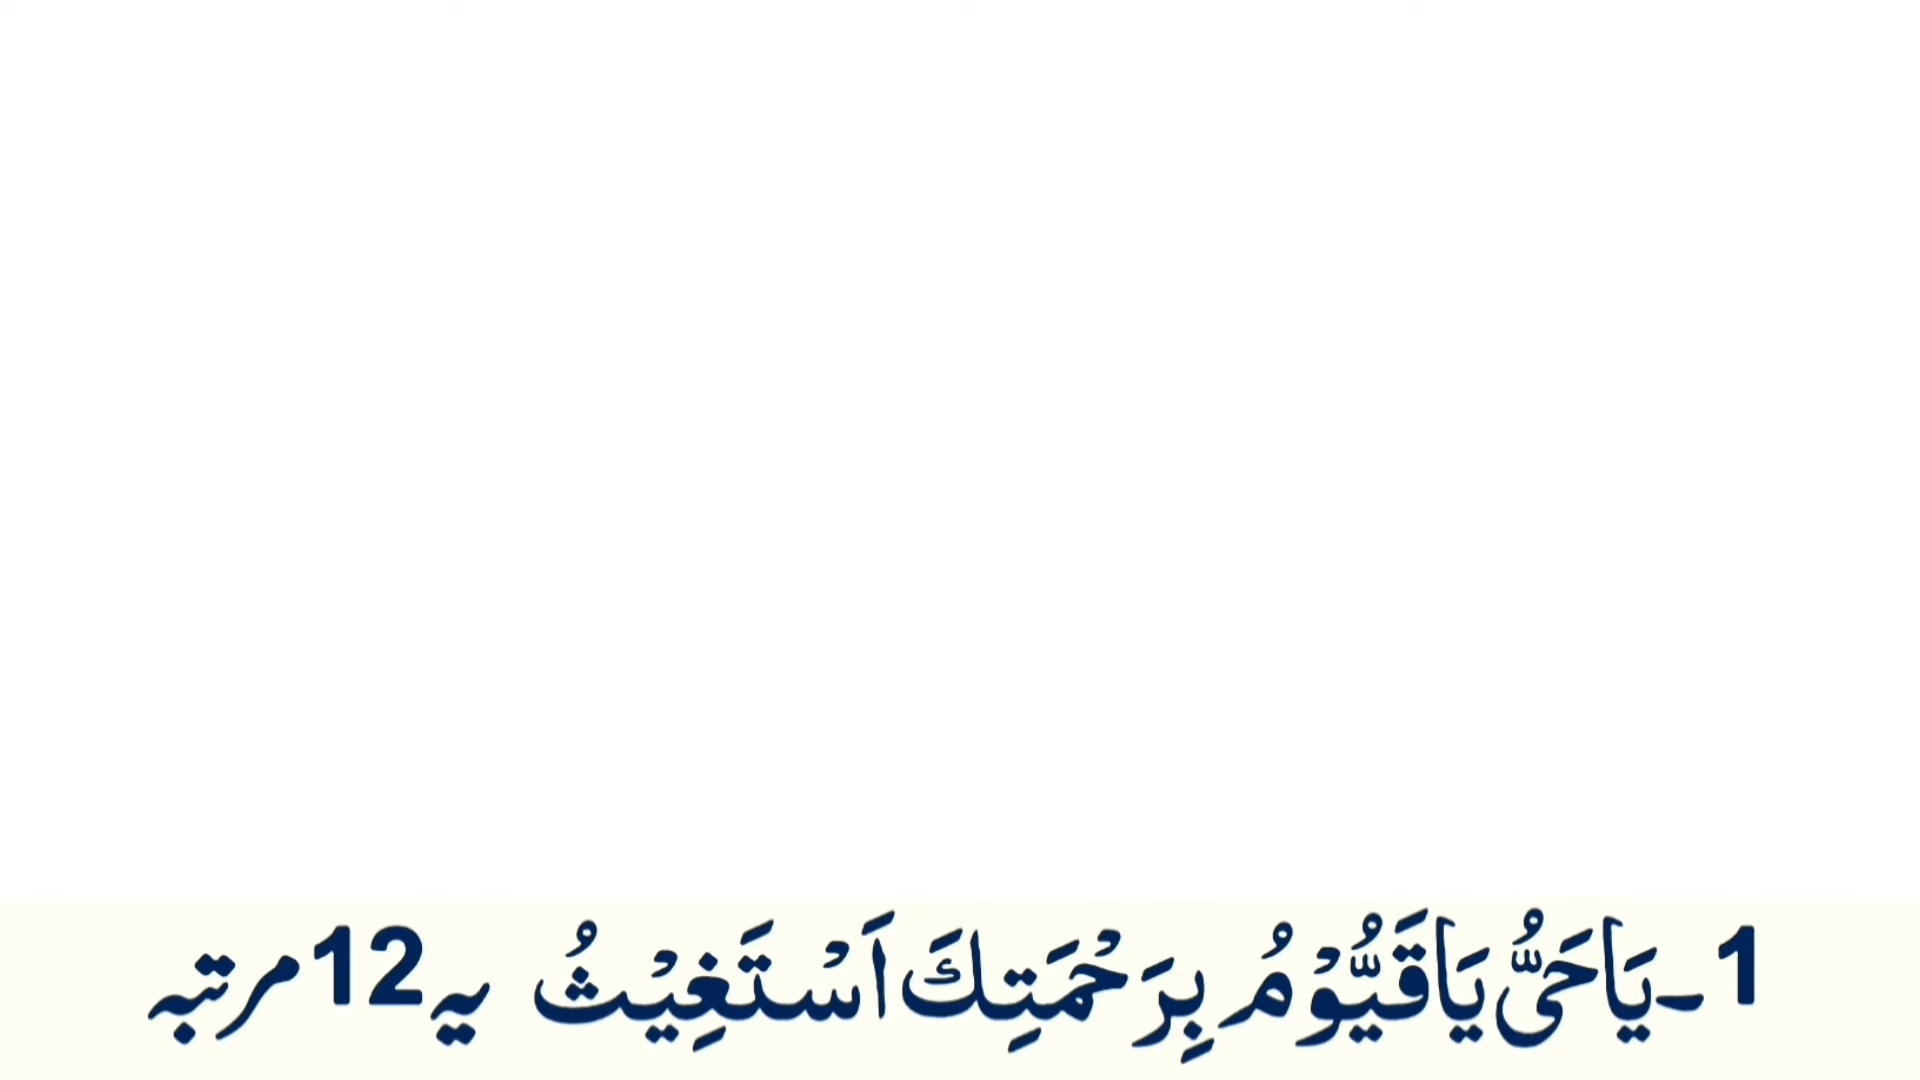 1 ۔ يَاحَیُّ يَاقَيُّوْمُ بِرَحْمَتِكَ اَسْتَغِيْثُ یہ 12 مرتبہ